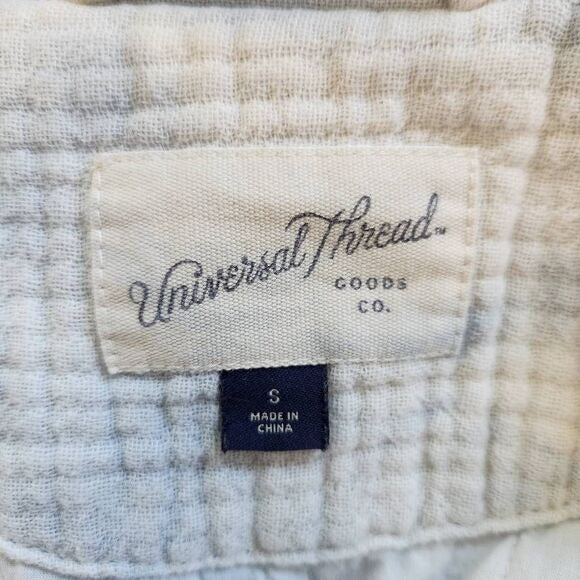 Universal Thread™
GOODS
CO.
S
MADE IN
CHINA